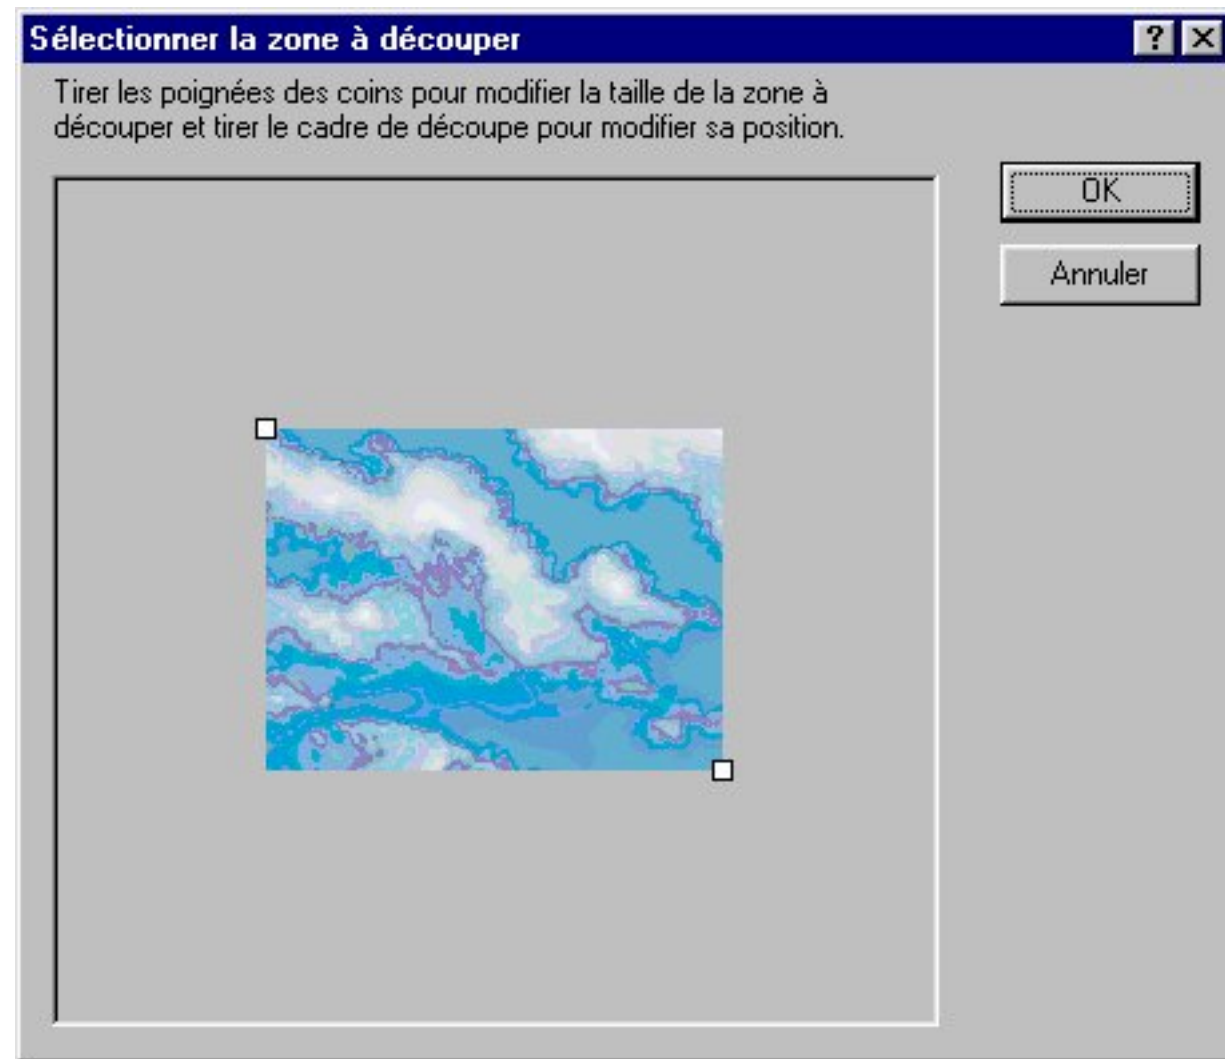 Sélectionner la zone à découper
Tirer les poignées des coins pour modifier la taille de la zone à
découper et tirer le cadre de découpe pour modifier sa position.
OK
Annuler